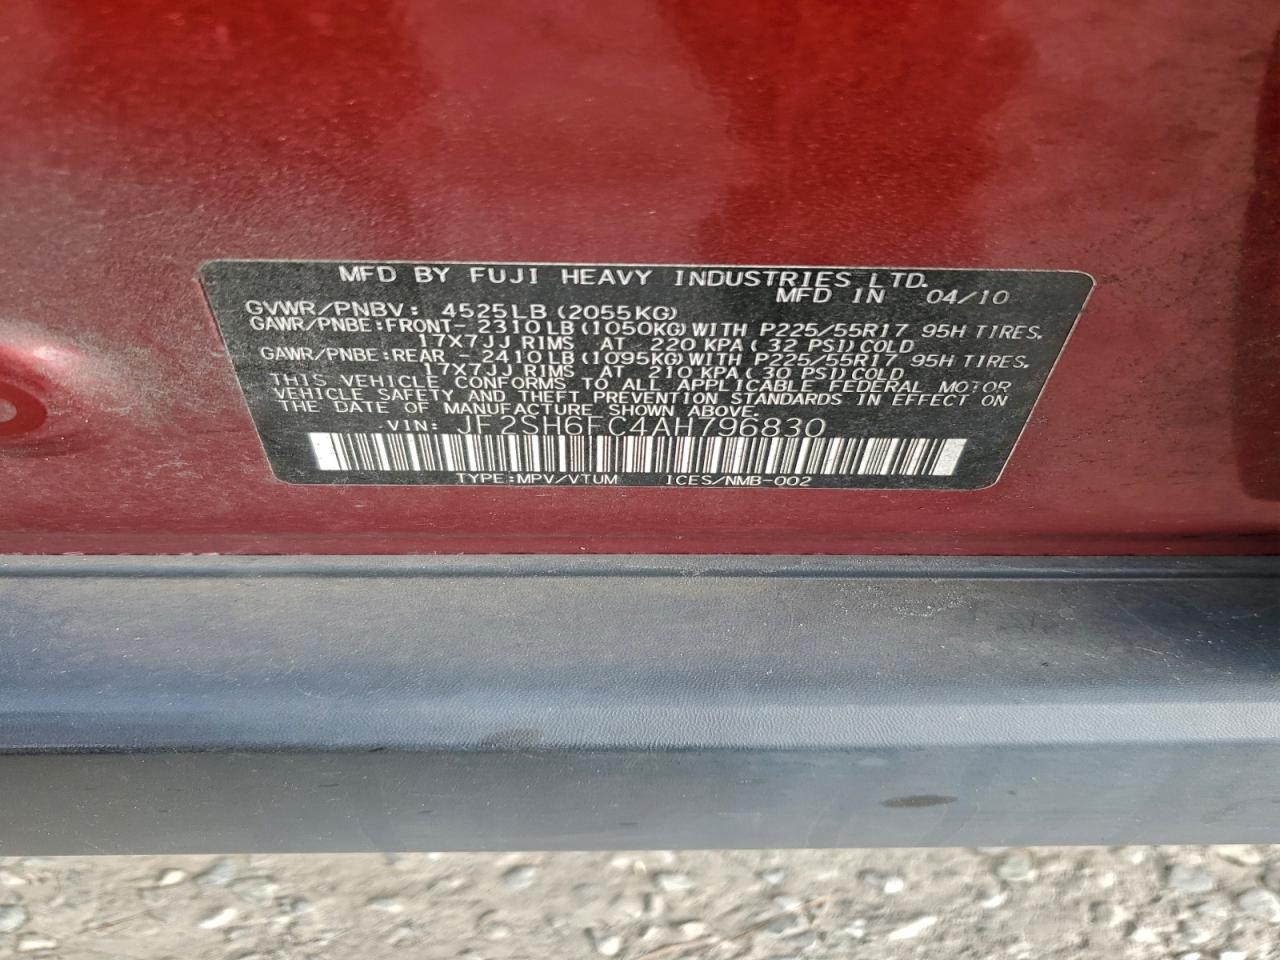 MFD BY FUJI HEAVY INDUSTRIES LTD.
MFD IN 04/10
GVWR/PNBV: 4525LB (2055KG)
GAWR/PNBE:FRONT-2310LB(1050KG)WITH P225/55R17 95H TIRES,
17X7JJ RIMS AT 220 KPA (32 PSI)COLD
GAWR/PNBE:REAR -2410LB(1095KG)WITH P225/55R17 95H TIRES,
17X7JJ RIMS AT 210 KPA (30 PSI)COLD
THIS VEHICLE CONFORMS TO ALL APPLICABLE FEDERAL MOTOR
VEHICLE SAFETY AND THEFT PREVENTION STANDARDS IN EFFECT ON
THE DATE OF MANUFACTURE SHOWN ABOVE.
VIN: JF2SH6FC4AH796830
TYPE:MPV/VTUM ICES/NMB-002